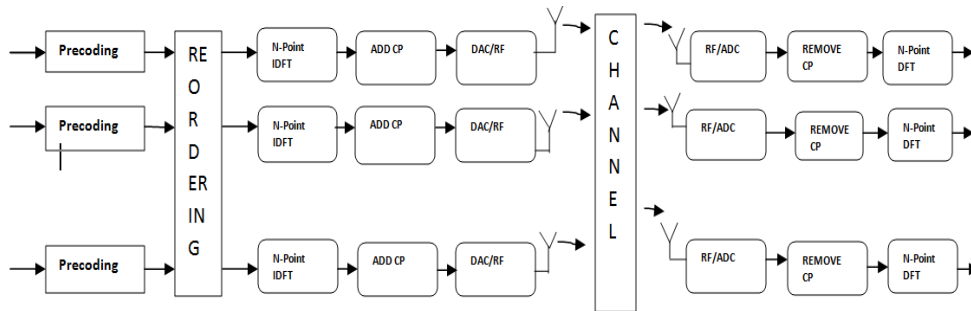 Precoding
RE
O
R
D
ER
IN
G
N-Point
IDFT
ADD CP
DAC/RF
C
H
A
N
N
E
L
RF/ADC
REMOVE
CP
N-Point
DFT
Precoding
N-Point
IDFT
ADD CP
DAC/RF
RF/ADC
REMOVE
CP
N-Point
DFT
Precoding
N-Point
IDFT
ADD CP
DAC/RF
RF/ADC
REMOVE
CP
N-Point
DFT